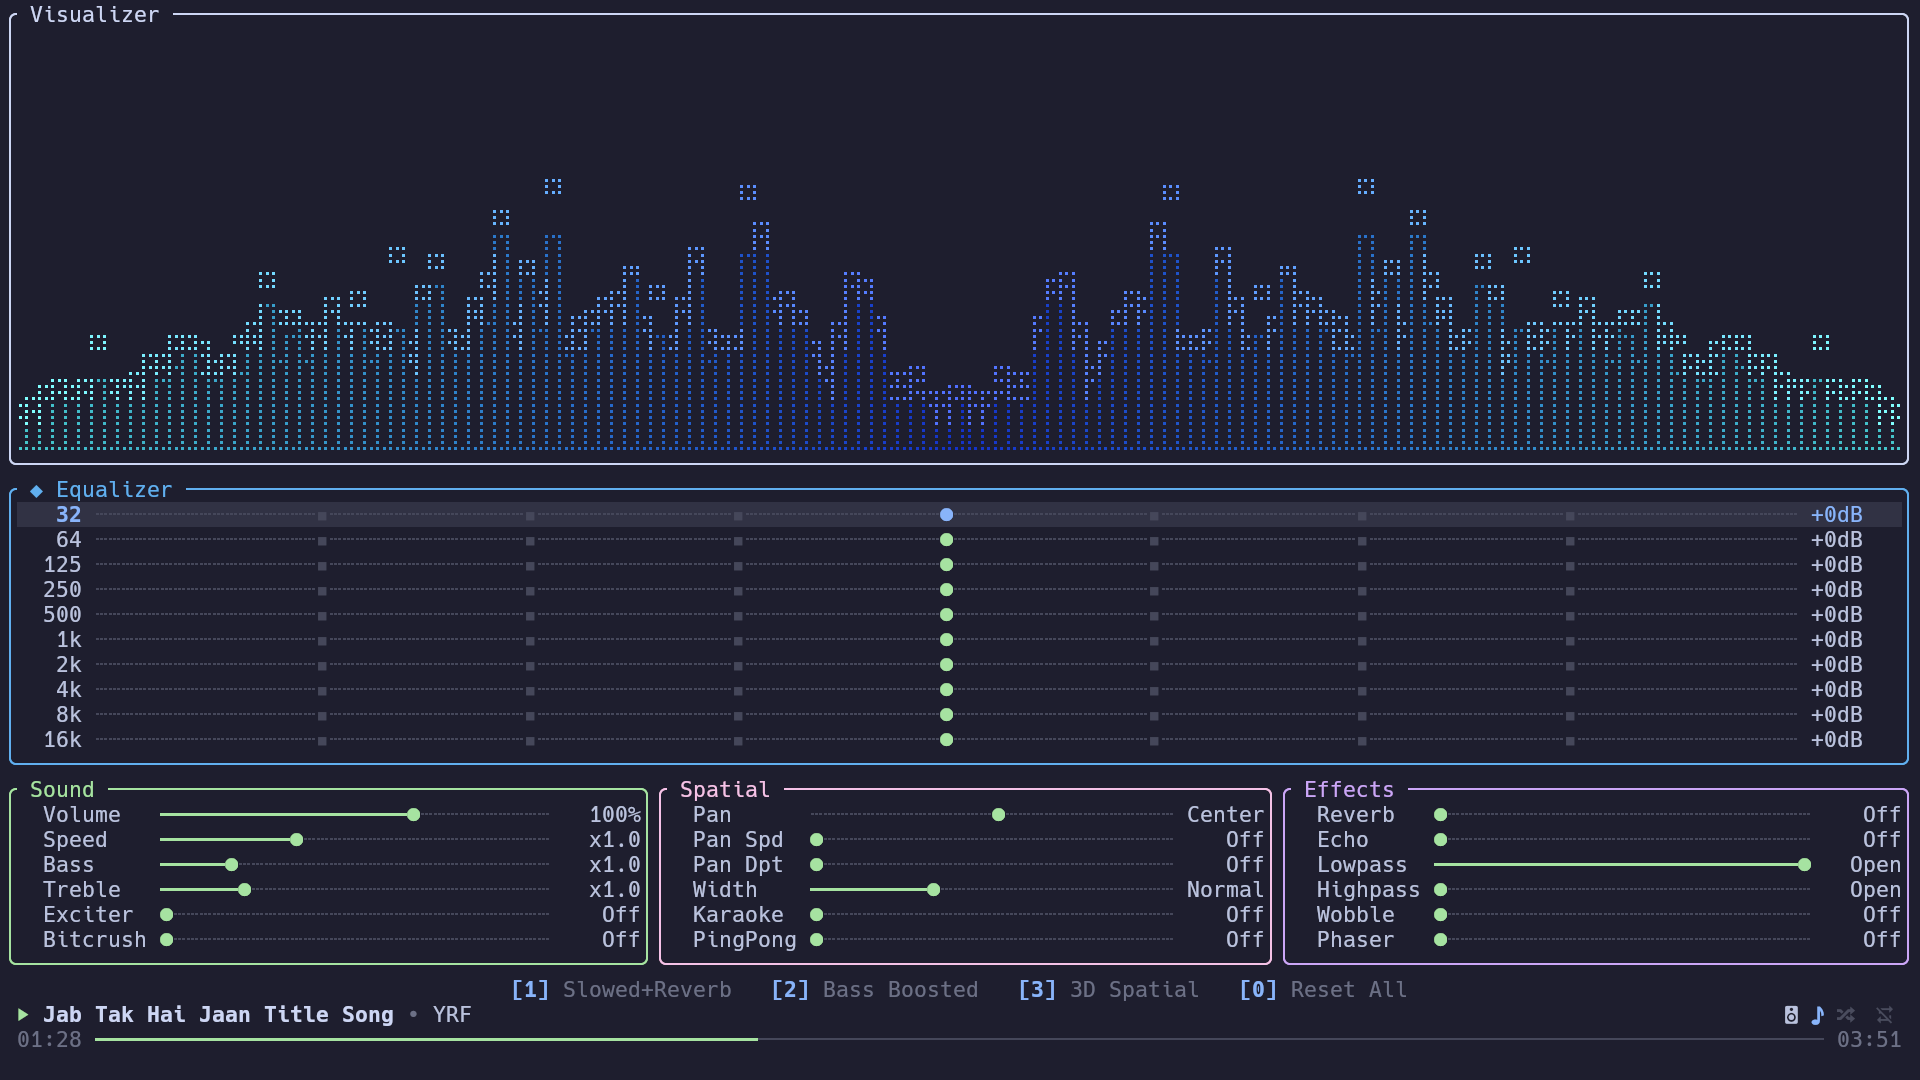 Visualizer
◆ Equalizer
32 +0dB
64 +0dB
125 +0dB
250 +0dB
500 +0dB
1k +0dB
2k +0dB
4k +0dB
8k +0dB
16k +0dB
Sound
Volume 100%
Speed x1.0
Bass x1.0
Treble x1.0
Exciter Off
Bitcrush Off
Spatial
Pan Center
Pan Spd Off
Pan Dpt Off
Width Normal
Karaoke Off
PingPong Off
Effects
Reverb Off
Echo Off
Lowpass Open
Highpass Open
Wobble Off
Phaser Off
[1] Slowed+Reverb [2] Bass Boosted [3] 3D Spatial [0] Reset All
Jab Tak Hai Jaan Title Song • YRF
01:28 03:51